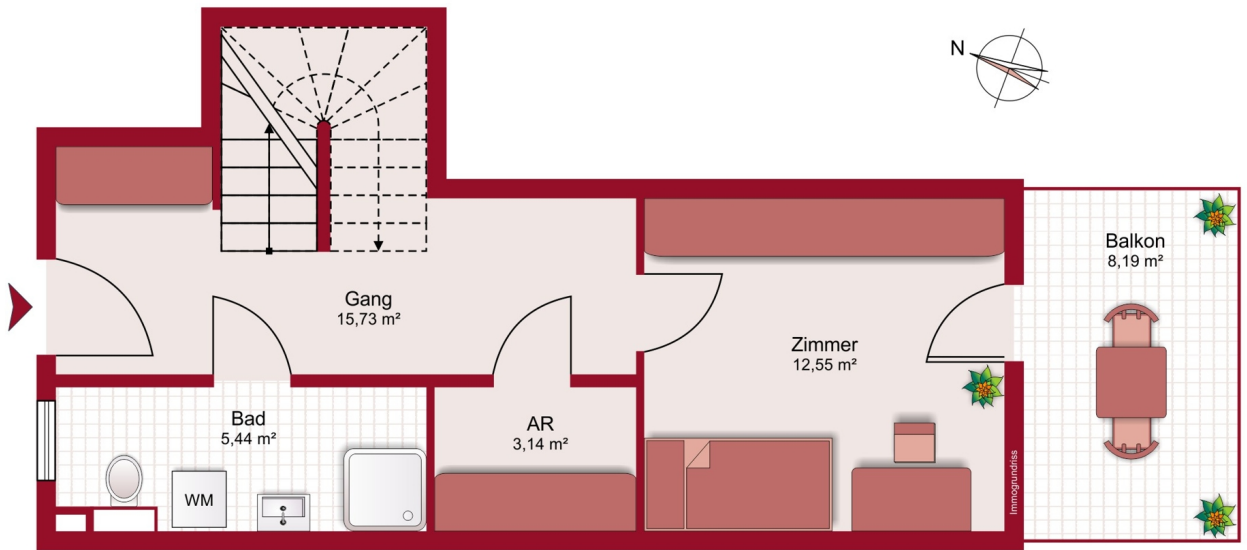 N
Balkon
8,19 m²
Gang
15,73 m²
Zimmer
12,55 m²
Bad
5,44 m²
AR
3,14 m²
WM
Immogrundriss